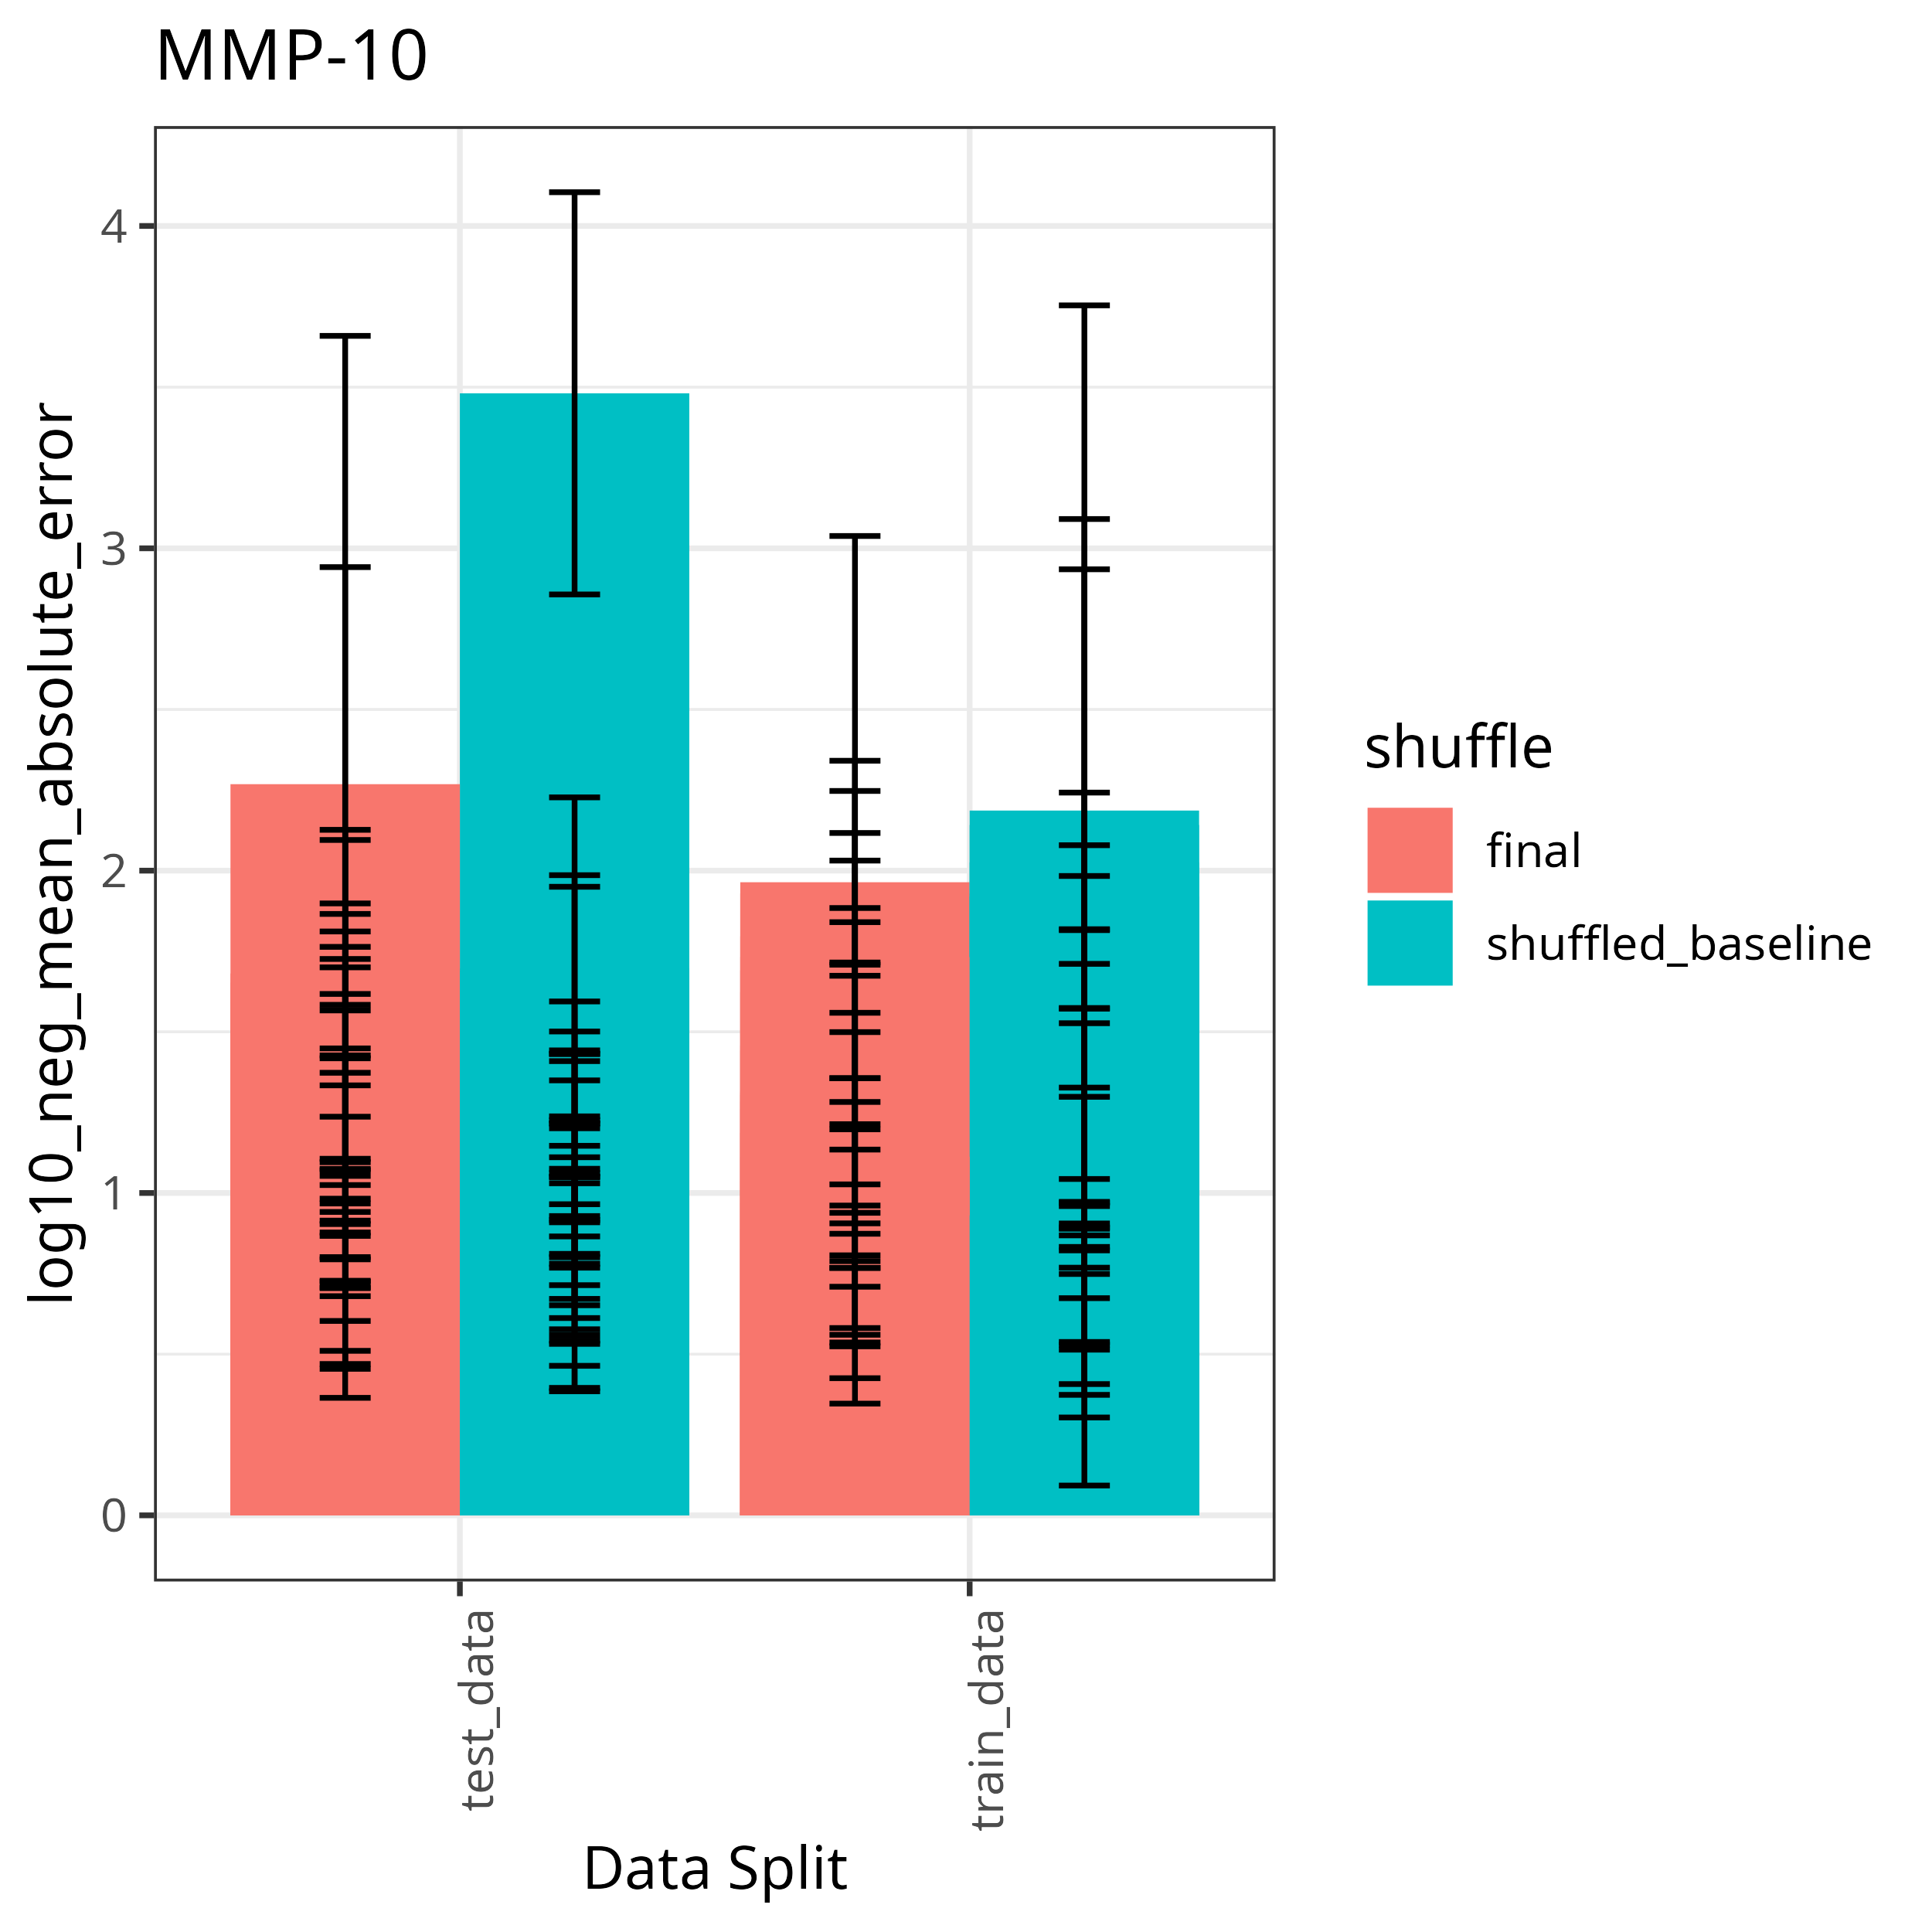 MMP-10
log10_neg_mean_absolute_error
4
3
2
1
0
test_data
train_data
Data Split
shuffle
final
shuffled_baseline